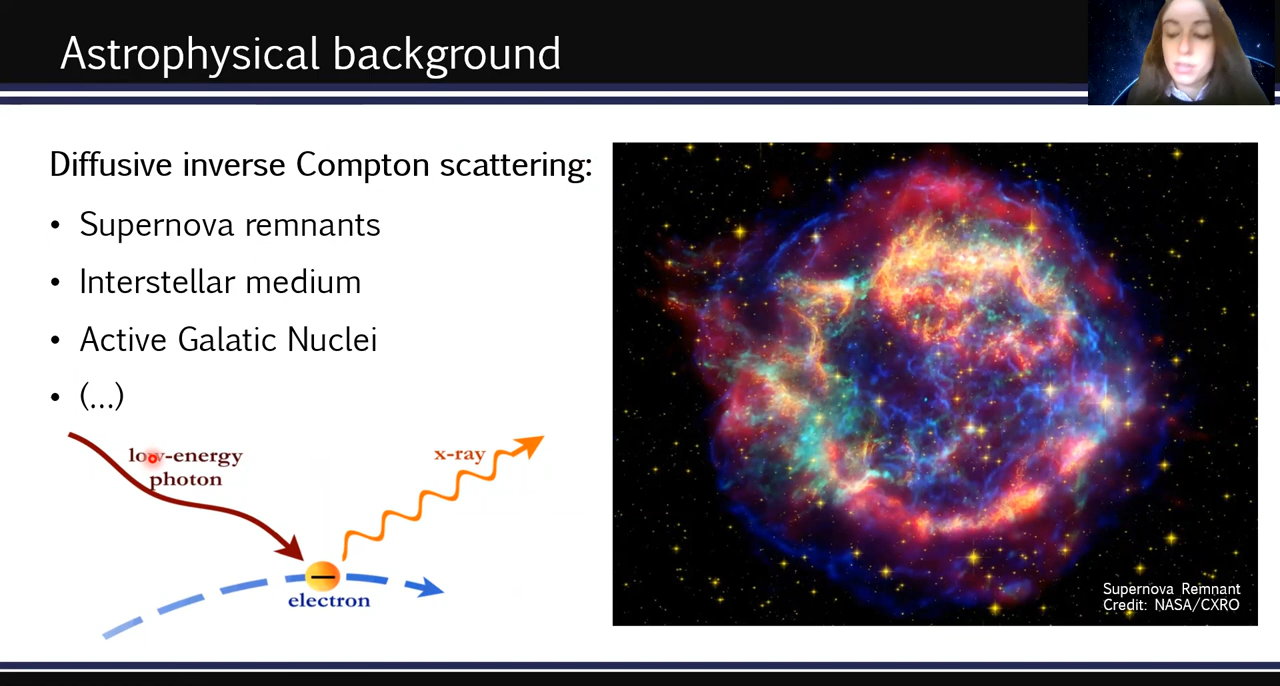 Astrophysical background
Diffusive inverse Compton scattering:
• Supernova remnants
• Interstellar medium
• Active Galatic Nuclei
• (...)
low-energy
photon
x-ray
electron
Supernova Remnant
Credit: NASA/CXRO